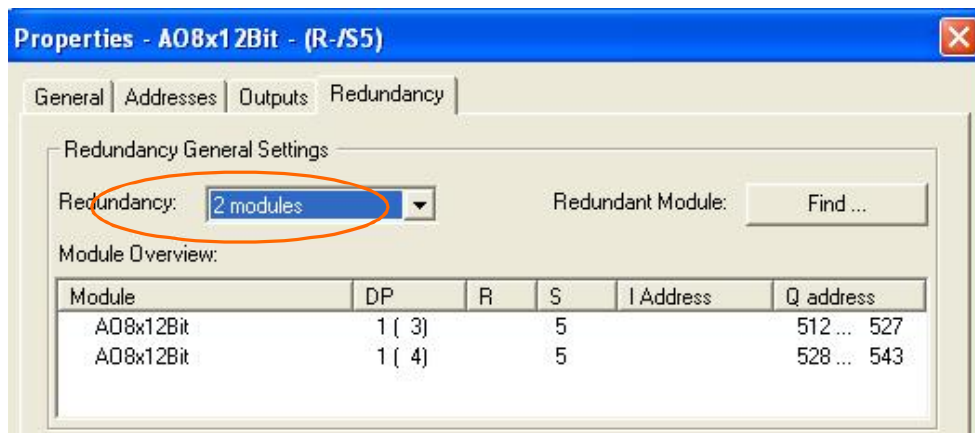 Properties - AO8x12Bit - (R-/S5)
General Addresses Outputs Redundancy
Redundancy General Settings
Redundancy: 2 modules Redundant Module: Find ...
Module Overview:
Module DP R S I Address Q address
AO8x12Bit 1 ( 3) 5 512 ... 527
AO8x12Bit 1 ( 4) 5 528 ... 543